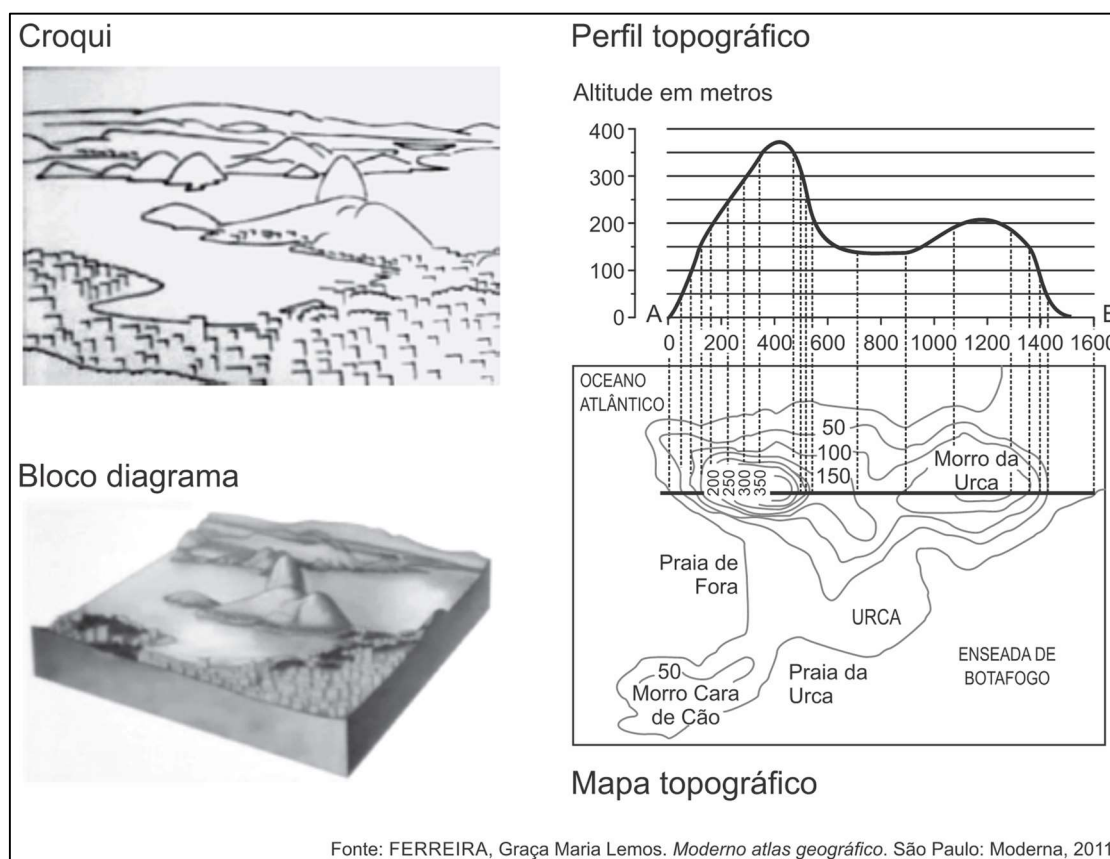 Croqui
Perfil topográfico
Altitude em metros
400
300
200
100
0
A
B
0 200 400 600 800 1000 1200 1400 1600
OCEANO
ATLÂNTICO
50
100
150
200 250 300 350
Morro da
Urca
Praia de
Fora
URCA
ENSEADA DE
BOTAFOGO
Praia da
Urca
50
Morro Cara
de Cão
Mapa topográfico
Bloco diagrama
Fonte: FERREIRA, Graça Maria Lemos. Moderno atlas geográfico. São Paulo: Moderna, 2011